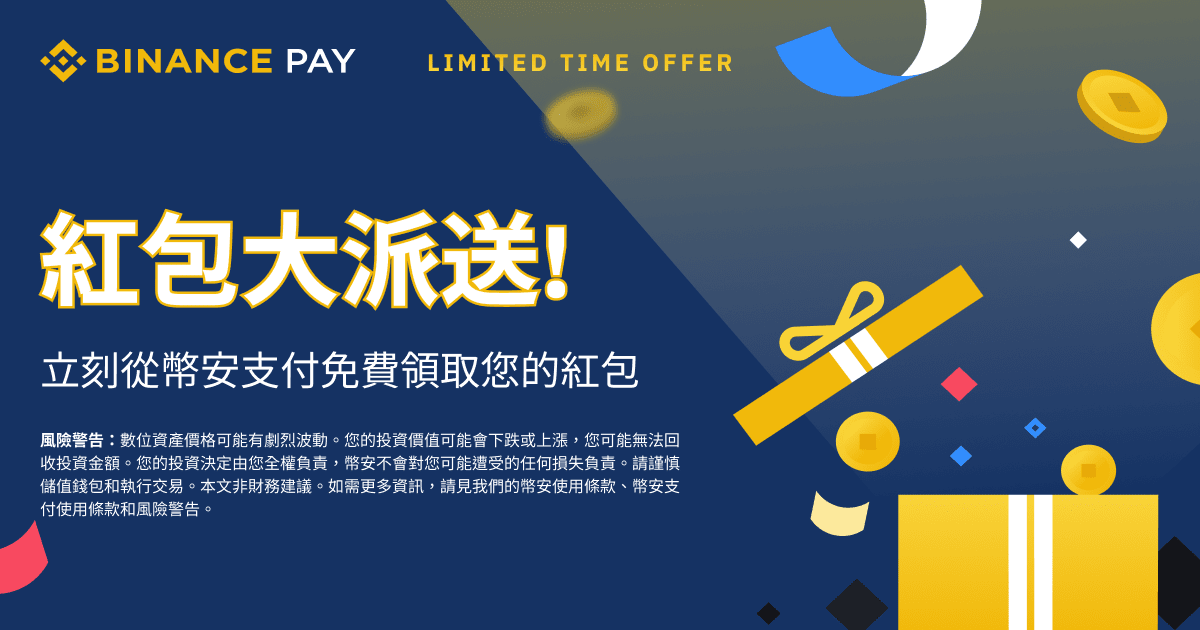 BINANCE PAY
LIMITED TIME OFFER
紅包大派送!
立刻從幣安支付免費領取您的紅包
風險警告：數位資產價格可能有劇烈波動。您的投資價值可能會下跌或上漲，您可能無法回
收投資金額。您的投資決定由您全權負責，幣安不會對您可能遭受的任何損失負責。請謹慎
儲值錢包和執行交易。本文非財務建議。如需更多資訊，請見我們的幣安使用條款、幣安支
付使用條款和風險警告。